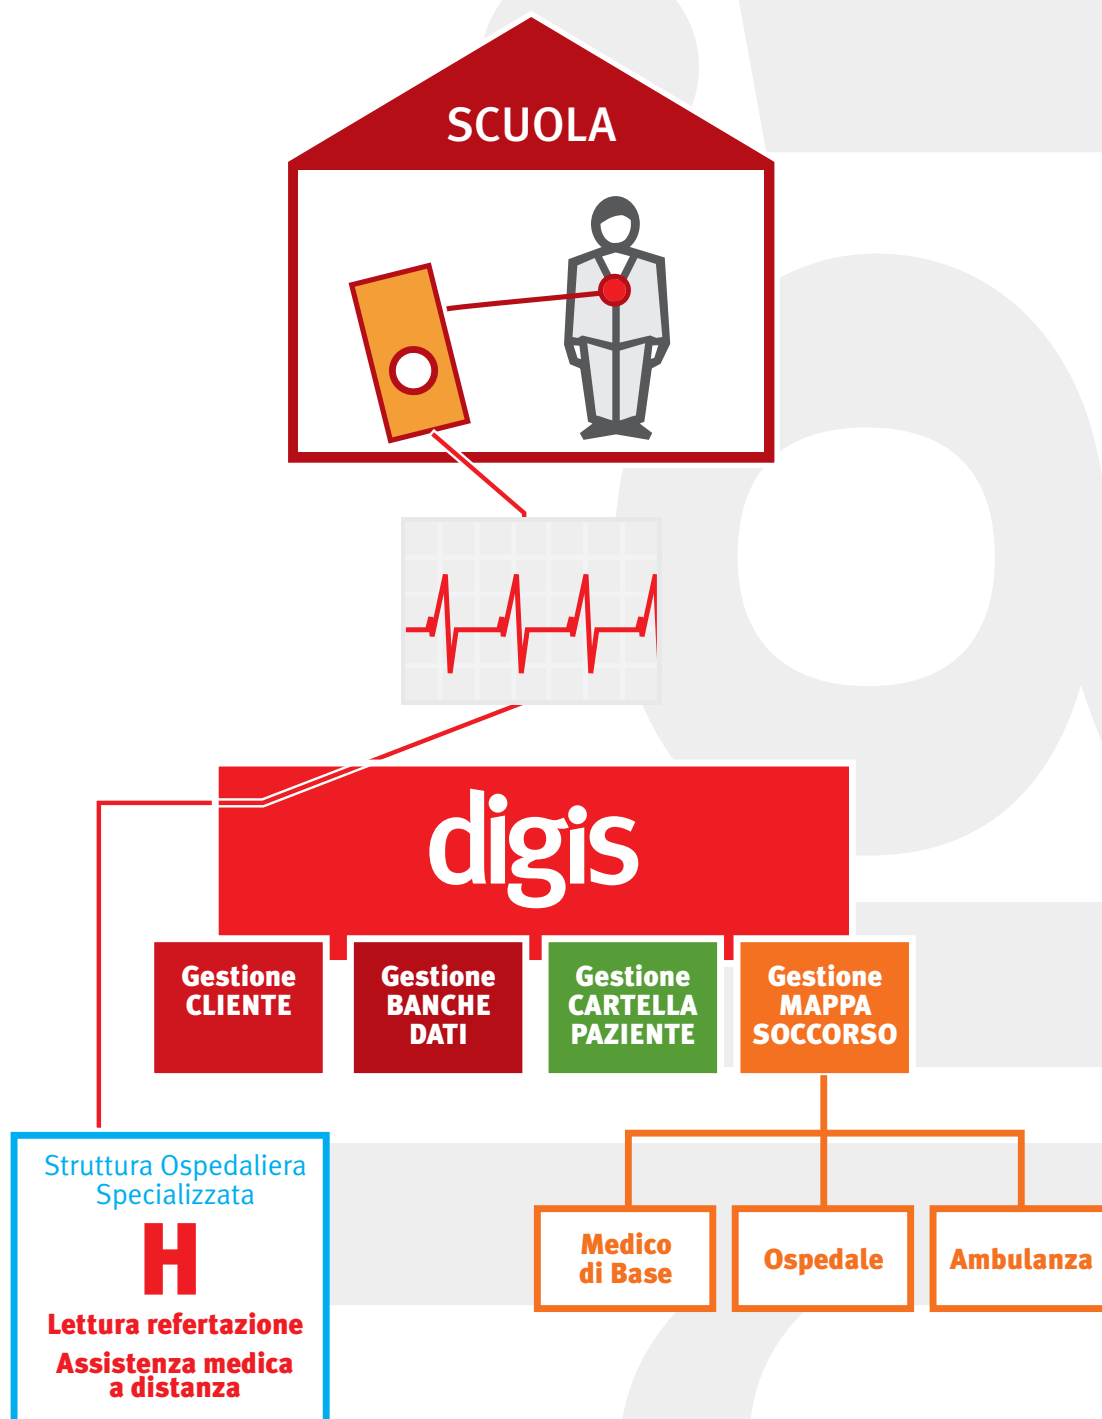 SCUOLA
digis
Gestione
CLIENTE
Gestione
BANCHE
DATI
Gestione
CARTELLA
PAZIENTE
Gestione
MAPPA
SOCCORSO
Struttura Ospedaliera
Specializzata
H
Lettura refertazione
Assistenza medica
a distanza
Medico
di Base
Ospedale
Ambulanza